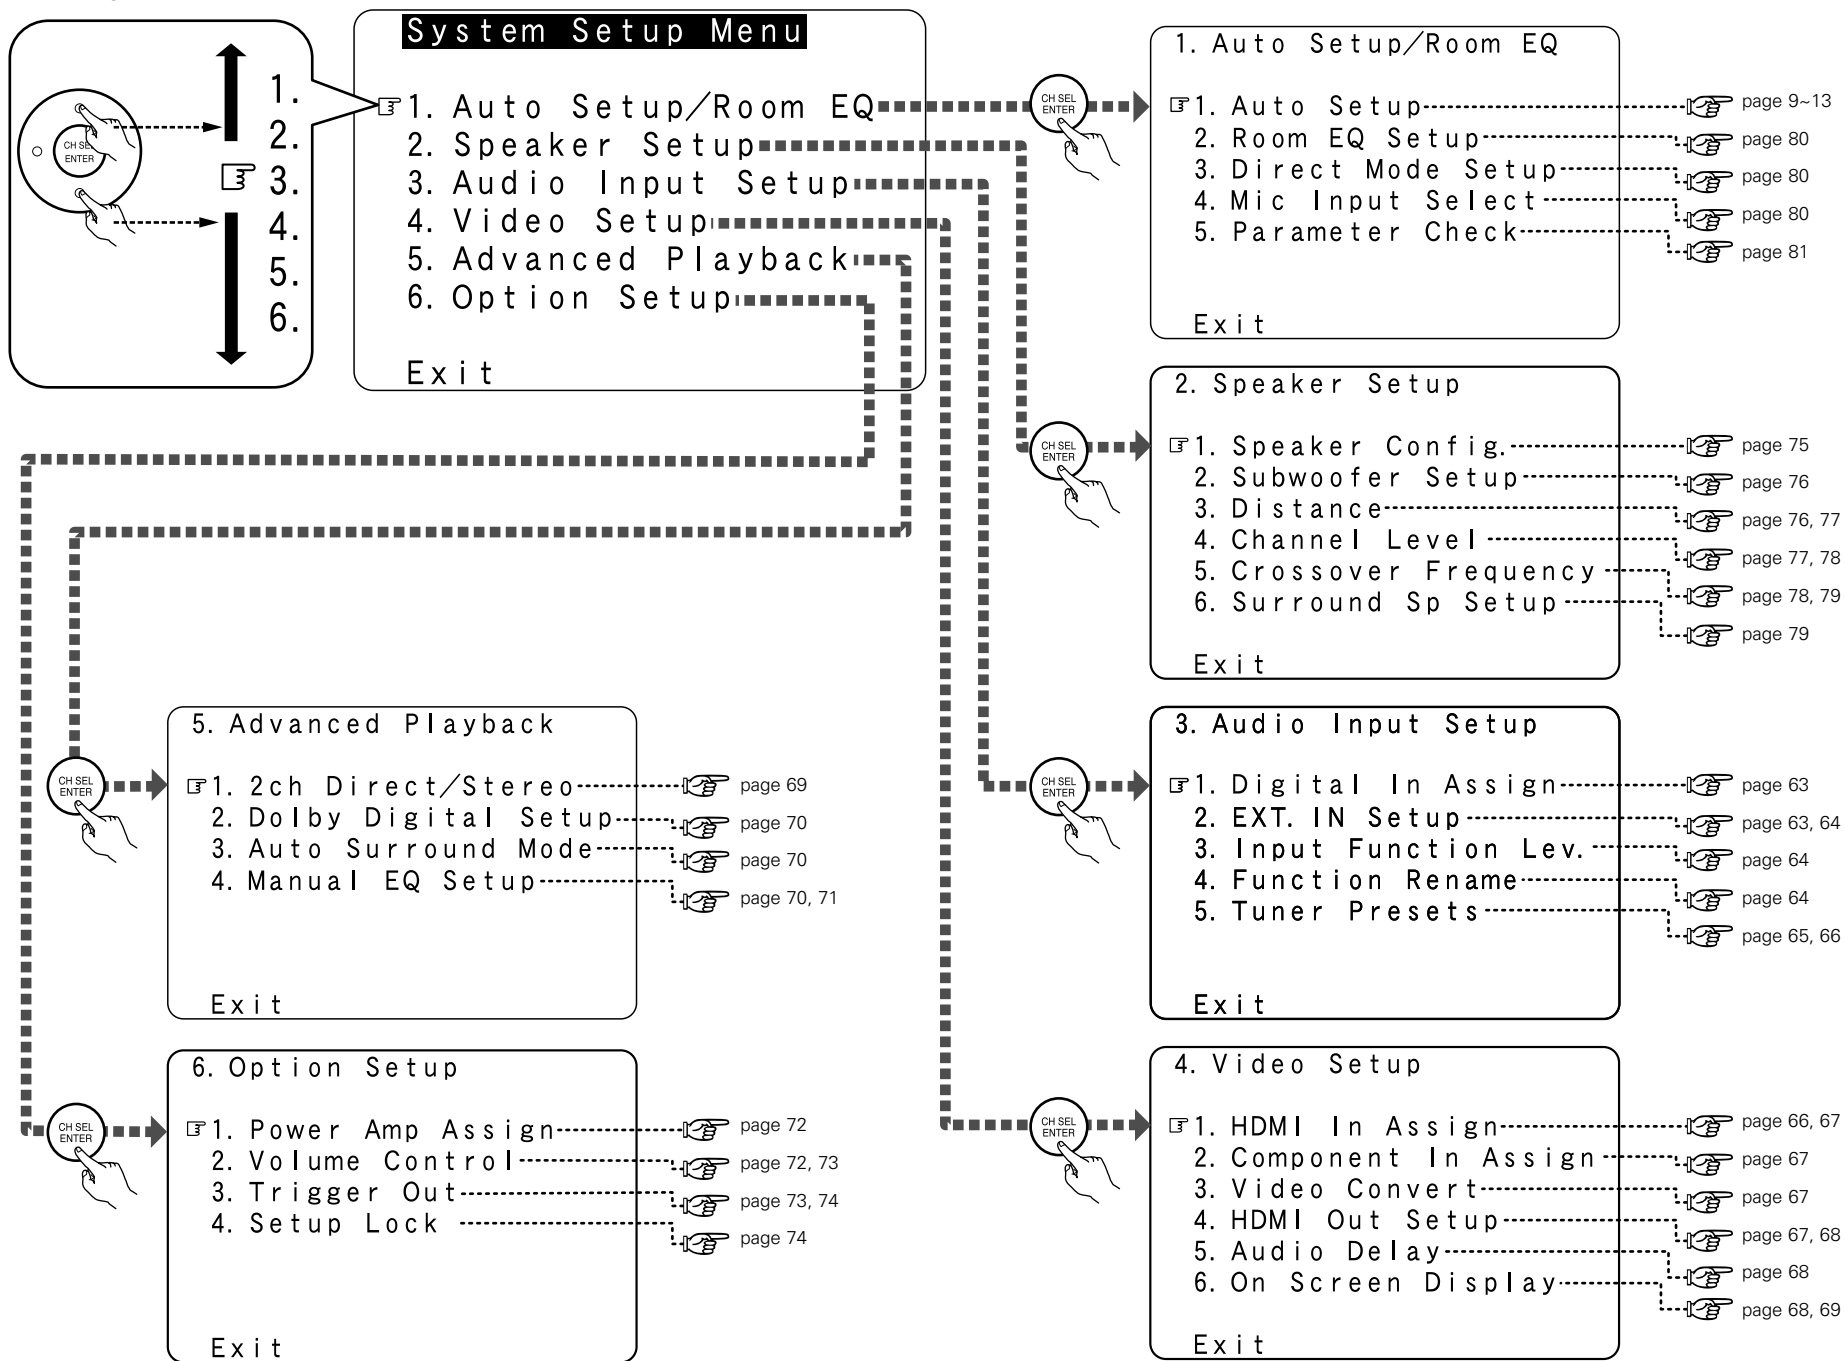 CH SEL
ENTER
1.
2.
3.
4.
5.
6.
System Setup Menu
1. Auto Setup/Room EQ
2. Speaker Setup
3. Audio Input Setup
4. Video Setup
5. Advanced Playback
6. Option Setup
Exit
CH SEL
ENTER
1. Auto Setup/Room EQ
1. Auto Setup page 9~13
2. Room EQ Setup page 80
3. Direct Mode Setup page 80
4. Mic Input Select page 80
5. Parameter Check page 81
Exit
CH SEL
ENTER
2. Speaker Setup
1. Speaker Config. page 75
2. Subwoofer Setup page 76
3. Distance page 76, 77
4. Channel Level page 77, 78
5. Crossover Frequency page 78, 79
6. Surround Sp Setup page 79
Exit
CH SEL
ENTER
3. Audio Input Setup
1. Digital In Assign page 63
2. EXT. IN Setup page 63, 64
3. Input Function Lev. page 64
4. Function Rename page 64
5. Tuner Presets page 65, 66
Exit
CH SEL
ENTER
4. Video Setup
1. HDMI In Assign page 66, 67
2. Component In Assign page 67
3. Video Convert page 67
4. HDMI Out Setup page 67, 68
5. Audio Delay page 68
6. On Screen Display page 68, 69
Exit
CH SEL
ENTER
5. Advanced Playback
1. 2ch Direct/Stereo page 69
2. Dolby Digital Setup page 70
3. Auto Surround Mode page 70
4. Manual EQ Setup page 70, 71
Exit
CH SEL
ENTER
6. Option Setup
1. Power Amp Assign page 72
2. Volume Control page 72, 73
3. Trigger Out page 73, 74
4. Setup Lock page 74
Exit